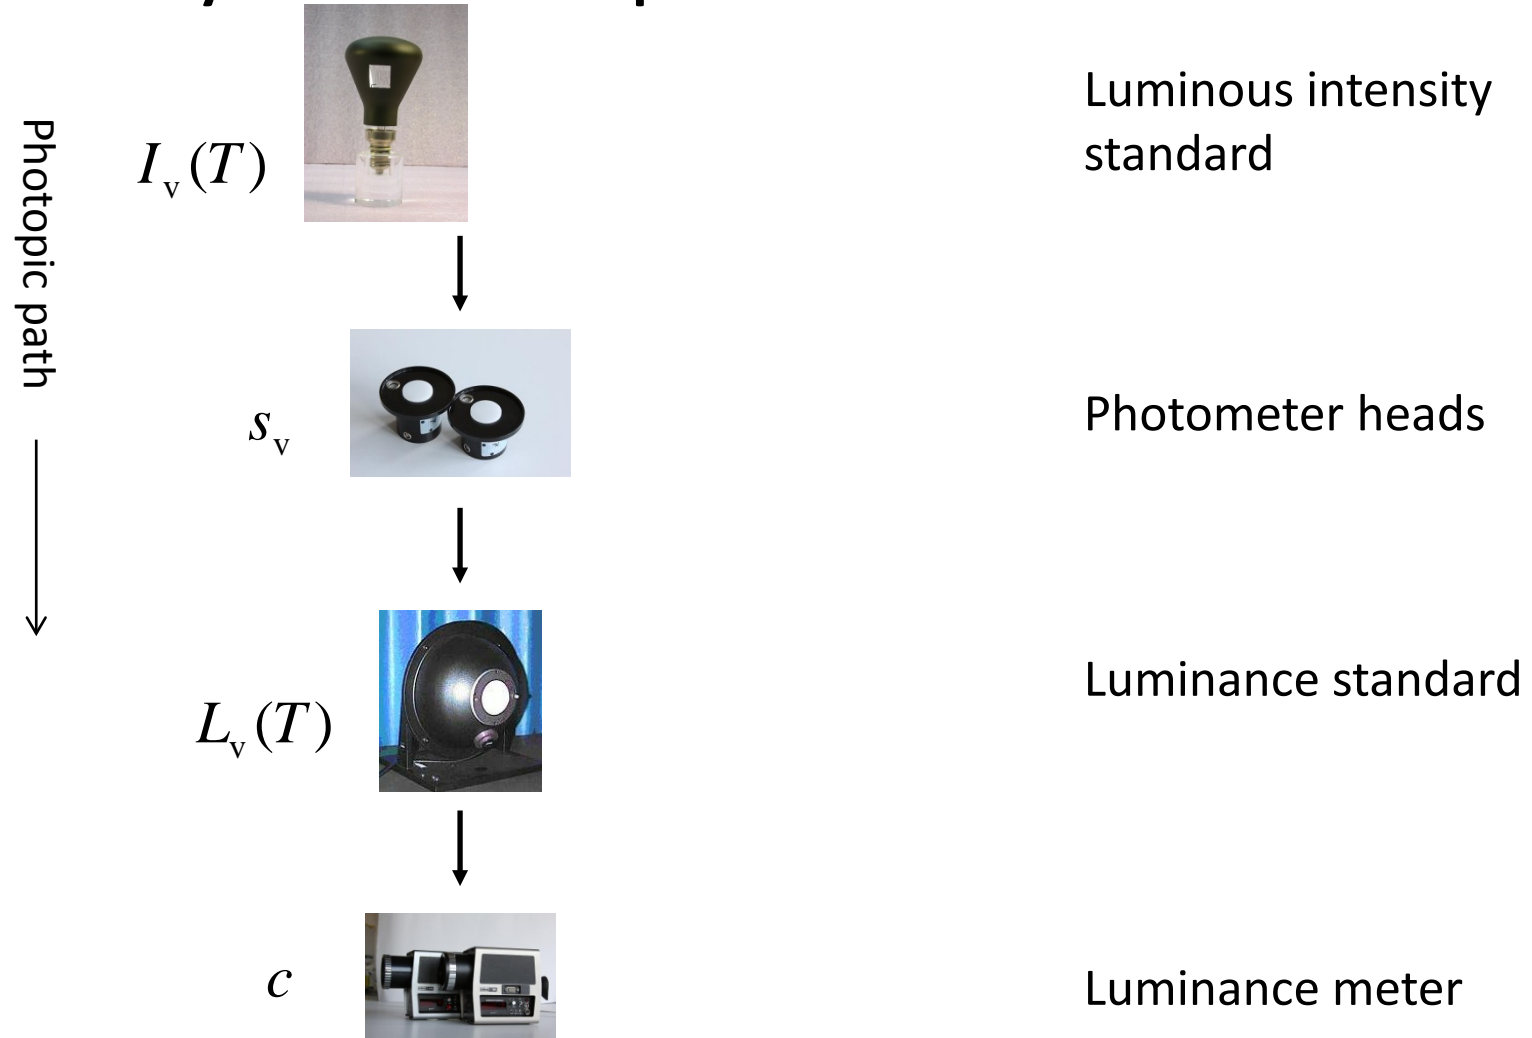 Photopic path
I_v(T)
Luminous intensity
standard
s_v
Photometer heads
L_v(T)
Luminance standard
c
Luminance meter